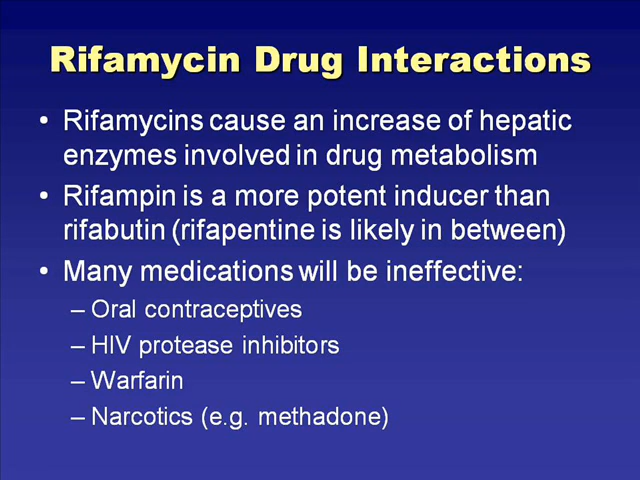 Rifamycin Drug Interactions
• Rifamycins cause an increase of hepatic
enzymes involved in drug metabolism
• Rifampin is a more potent inducer than
rifabutin (rifapentine is likely in between)
• Many medications will be ineffective:
– Oral contraceptives
– HIV protease inhibitors
– Warfarin
– Narcotics (e.g. methadone)